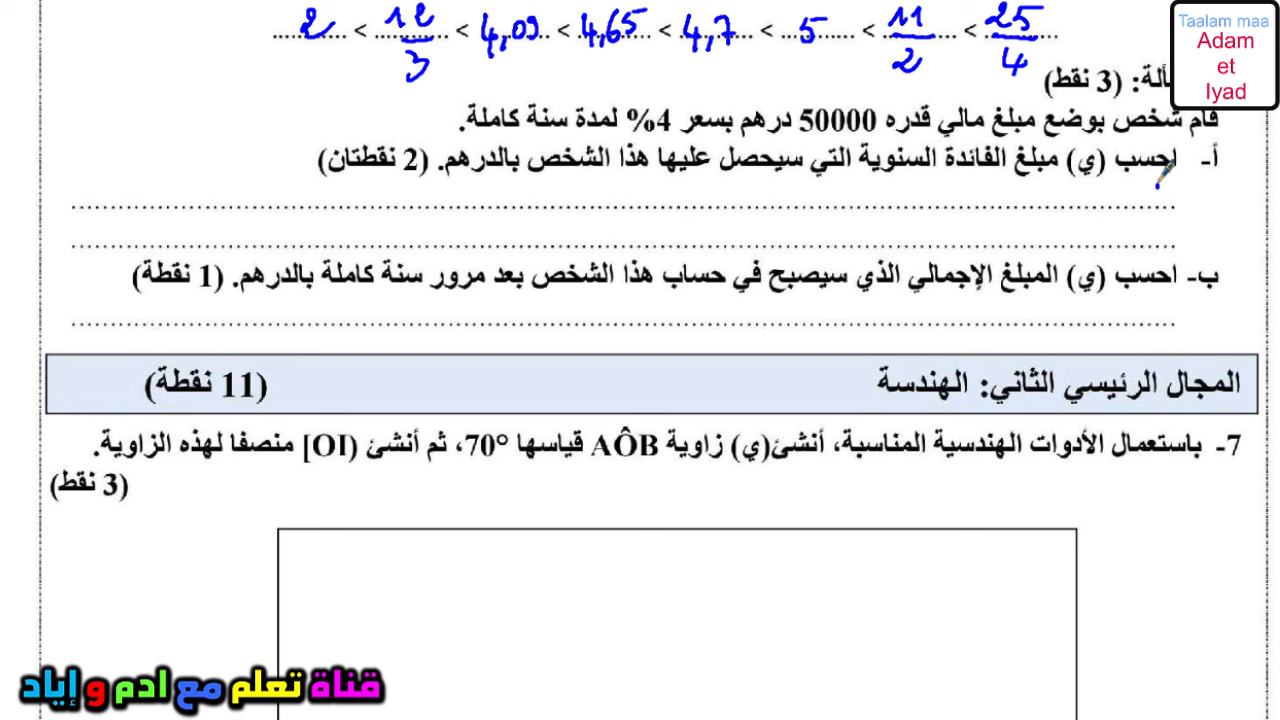 2 < 12/3 < 4,09 < 4,65 < 4,7 < 5 < 11/2 < 25/4
Taalam maa
Adam
et
Iyad
(3 نقط)
قام شخص بوضع مبلغ مالي قدره 50000 درهم بسعر 4% لمدة سنة كاملة.
أ- احسب (ي) مبلغ الفائدة السنوية التي سيحصل عليها هذا الشخص بالدرهم. (2 نقطتان)
ب- احسب (ي) المبلغ الإجمالي الذي سيصبح في حساب هذا الشخص بعد مرور سنة كاملة بالدرهم. (1 نقطة)
المجال الرئيسي الثاني: الهندسة (11 نقطة)
7- باستعمال الأدوات الهندسية المناسبة، أنشئ(ي) زاوية AÔB قياسها 70°، ثم أنشئ [OI) منصفا لهذه الزاوية.
(3 نقط)
قناة تعلم مع ادم و إياد